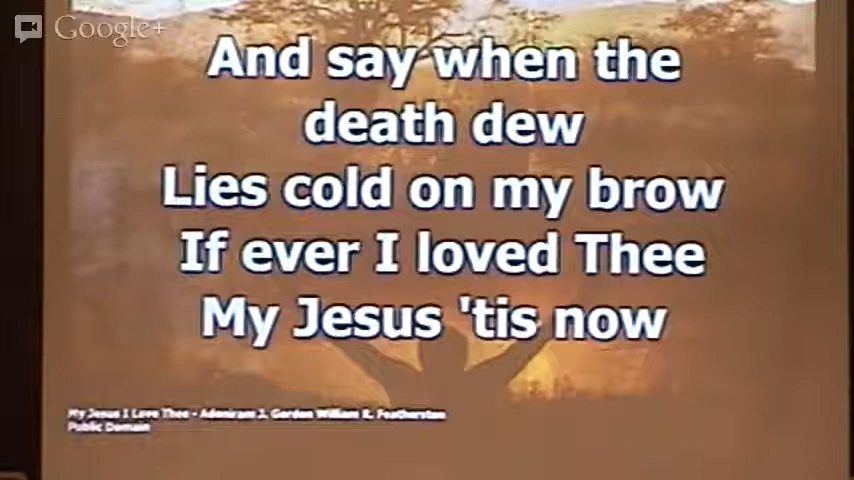 Google+
And say when the
death dew
Lies cold on my brow
If ever I loved Thee
My Jesus 'tis now
My Jesus I Love Thee - Adoniram J. Gordon William R. Featherston
Public Domain